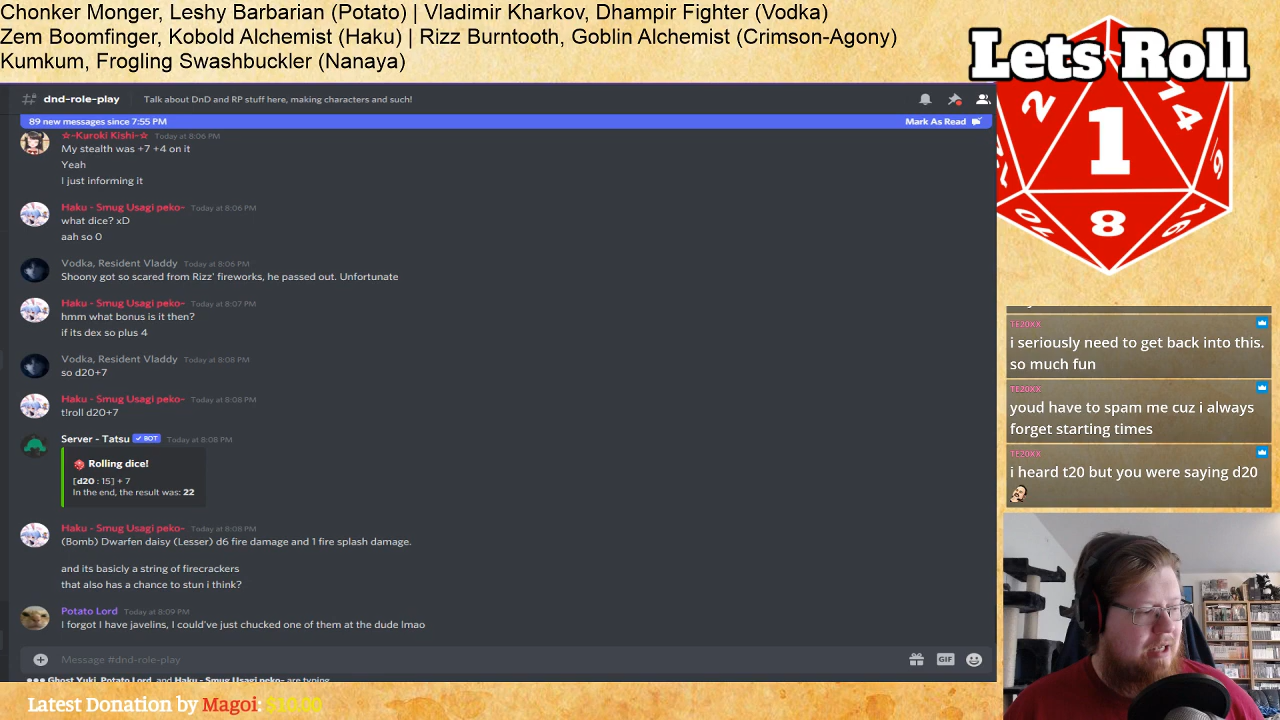 Chonker Monger, Leshy Barbarian (Potato) | Vladimir Kharkov, Dhampir Fighter (Vodka)
Zem Boomfinger, Kobold Alchemist (Haku) | Rizz Burntooth, Goblin Alchemist (Crimson-Agony)
Kumkum, Frogling Swashbuckler (Nanaya)
Lets Roll
2
14
1
8
dnd-role-play
Talk about DnD and RP stuff here, making characters and such!
89 new messages since 7:55 PM
Mark As Read
☆~Kuroki Kishi~☆ Today at 8:06 PM
My stealth was +7 +4 on it
Yeah
I just informing it
Haku - Smug Usagi peko~ Today at 8:06 PM
what dice? xD
aah so 0
Vodka, Resident Vladdy Today at 8:06 PM
Shoony got so scared from Rizz' fireworks, he passed out. Unfortunate
Haku - Smug Usagi peko~ Today at 8:07 PM
hmm what bonus is it then?
if its dex so plus 4
Vodka, Resident Vladdy Today at 8:08 PM
so d20+7
Haku - Smug Usagi peko~ Today at 8:08 PM
t!roll d20+7
Server - Tatsu ✓ BOT Today at 8:08 PM
Rolling dice!
[d20 : 15] + 7
In the end, the result was: 22
Haku - Smug Usagi peko~ Today at 8:08 PM
(Bomb) Dwarfen daisy (Lesser) d6 fire damage and 1 fire splash damage.
and its basicly a string of firecrackers
that also has a chance to stun i think?
Potato Lord Today at 8:09 PM
I forgot I have javelins, I could've just chucked one of them at the dude lmao
Message #dnd-role-play
GIF
Ghost Yuki, Potato Lord, and Haku - Smug Usagi peko~ are typing
TE20XX
i seriously need to get back into this.
so much fun
TE20XX
youd have to spam me cuz i always
forget starting times
TE20XX
i heard t20 but you were saying d20
Latest Donation by Magoi: $10.00